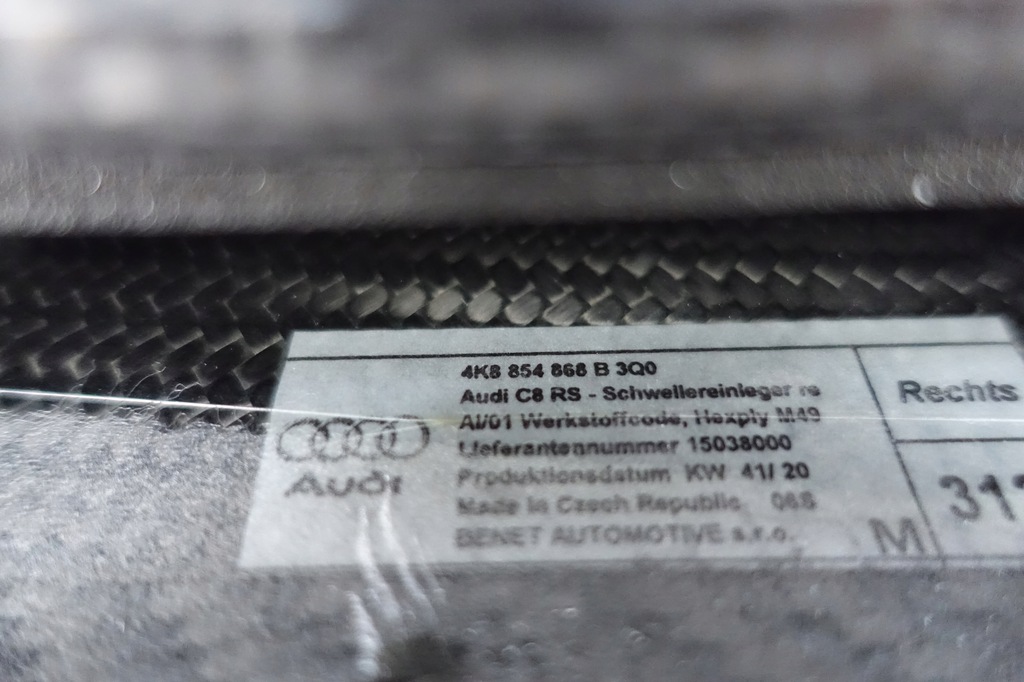 4K8 854 868 B 3Q0
Audi C8 RS - Schwellereinleger re
AI/01 Werkstoffcode, Hexply M49
Lieferantennummer 15038000
Produktionsdatum KW 41/ 20
Made in Czech Republic 068
BENET AUTOMOTIVE s.r.o.
Audi
Rechts
M